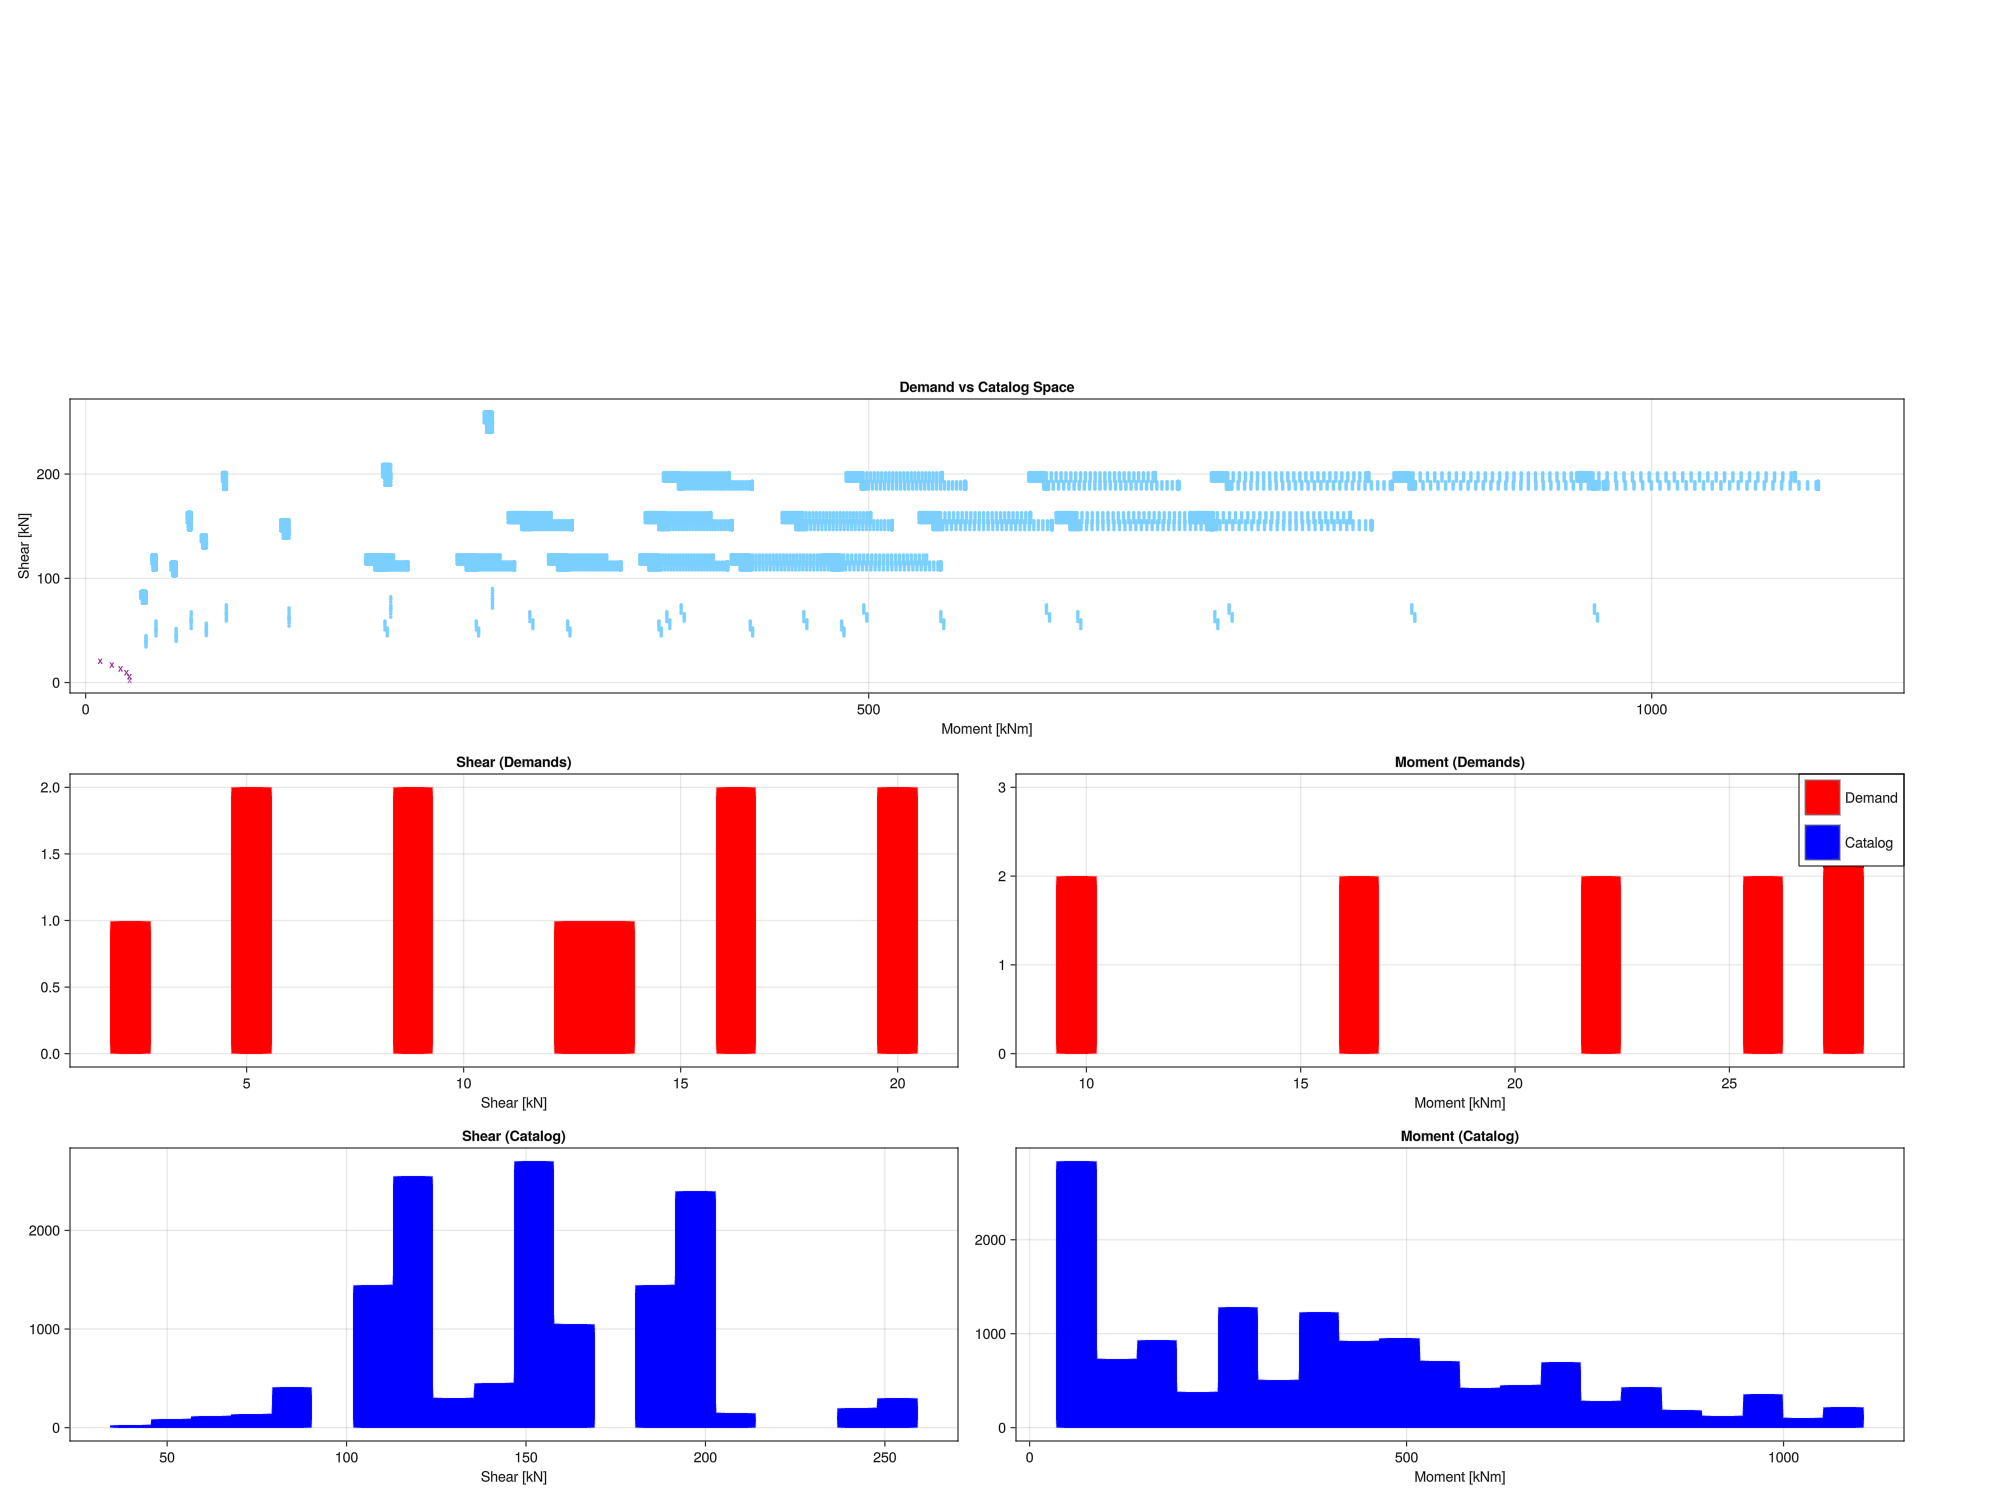 Demand vs Catalog Space
Shear [kN]
200
100
0
0
500
1000
Moment [kNm]
Shear (Demands)
2.0
1.5
1.0
0.5
0.0
5
10
15
20
Shear [kN]
Moment (Demands)
3
2
1
0
Demand
Catalog
10
15
20
25
Moment [kNm]
Shear (Catalog)
2000
1000
0
50
100
150
200
250
Shear [kN]
Moment (Catalog)
2000
1000
0
0
500
1000
Moment [kNm]